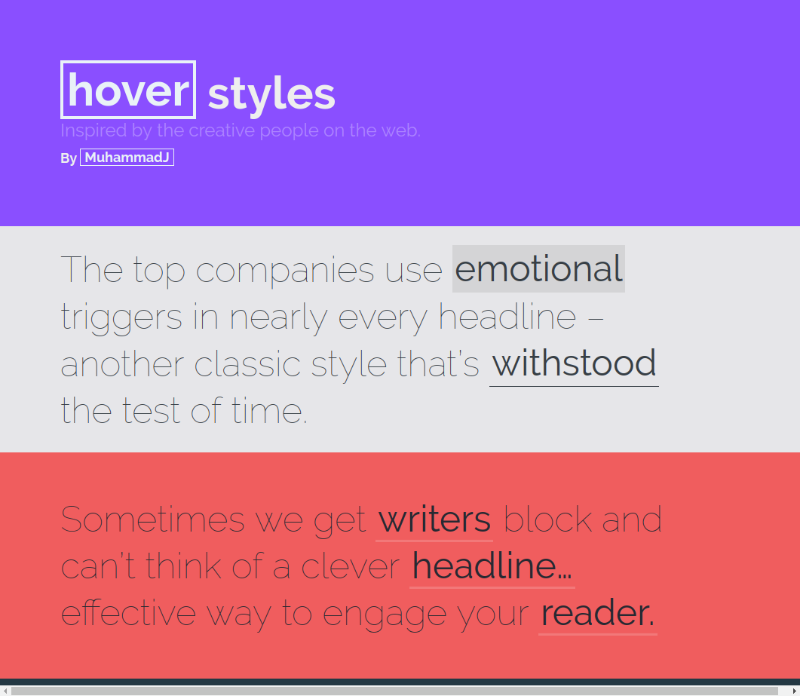 hover styles
Inspired by the creative people on the web.
By MuhammadJ
The top companies use emotional
triggers in nearly every headline –
another classic style that's withstood
the test of time.
Sometimes we get writers block and
can't think of a clever headline...
effective way to engage your reader.